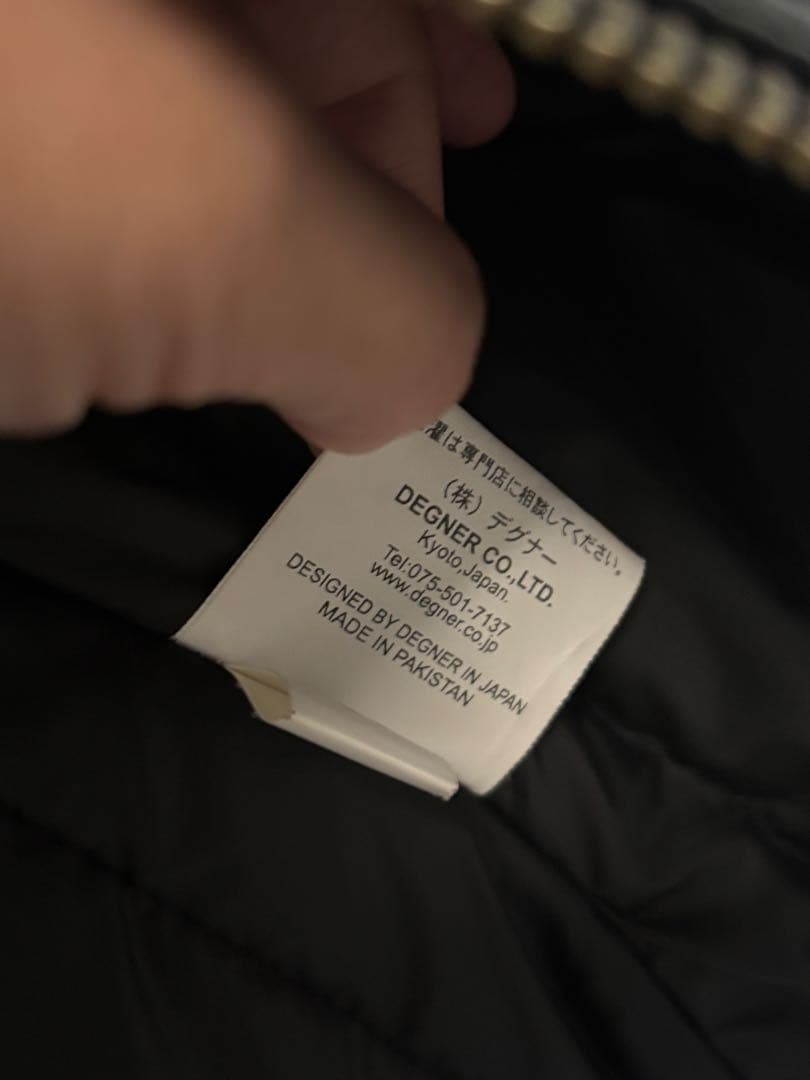 濯は専門店に相談してください。
（株）デグナー
DEGNER CO.,LTD.
Kyoto,Japan.
Tel:075-501-7137
www.degner.co.jp
DESIGNED BY DEGNER IN JAPAN
MADE IN PAKISTAN